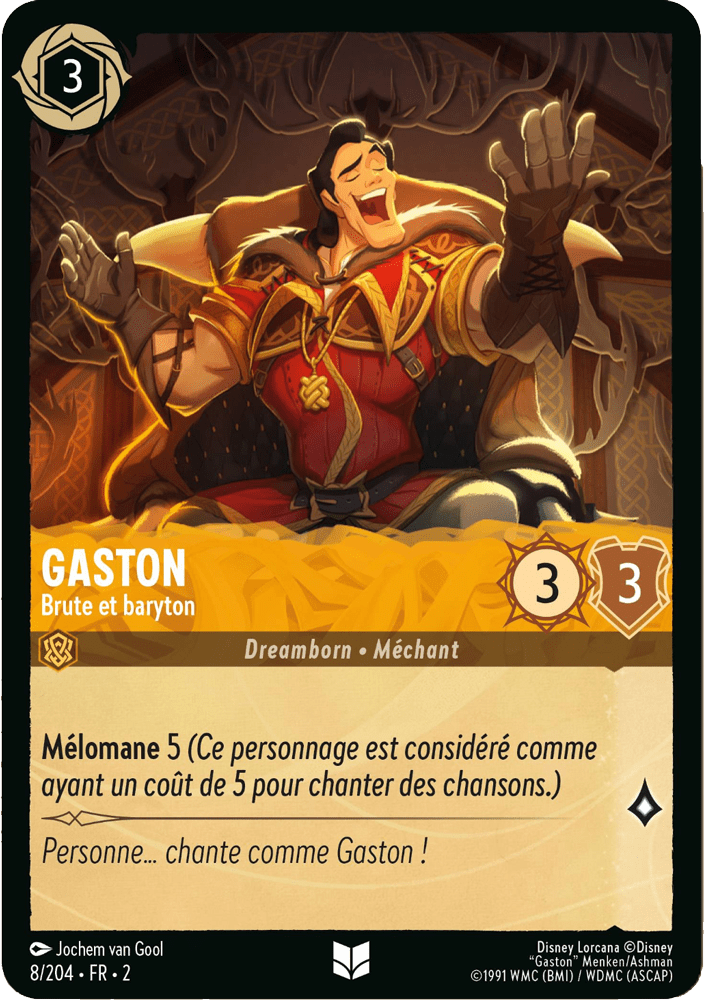 3
GASTON
Brute et baryton
3
3
Dreamborn • Méchant
Mélomane 5 (Ce personnage est considéré comme
ayant un coût de 5 pour chanter des chansons.)
Personne... chante comme Gaston !
Jochem van Gool
8/204 • FR • 2
Disney Lorcana ©Disney
“Gaston” Menken/Ashman
©1991 WMC (BMI) / WDMC (ASCAP)